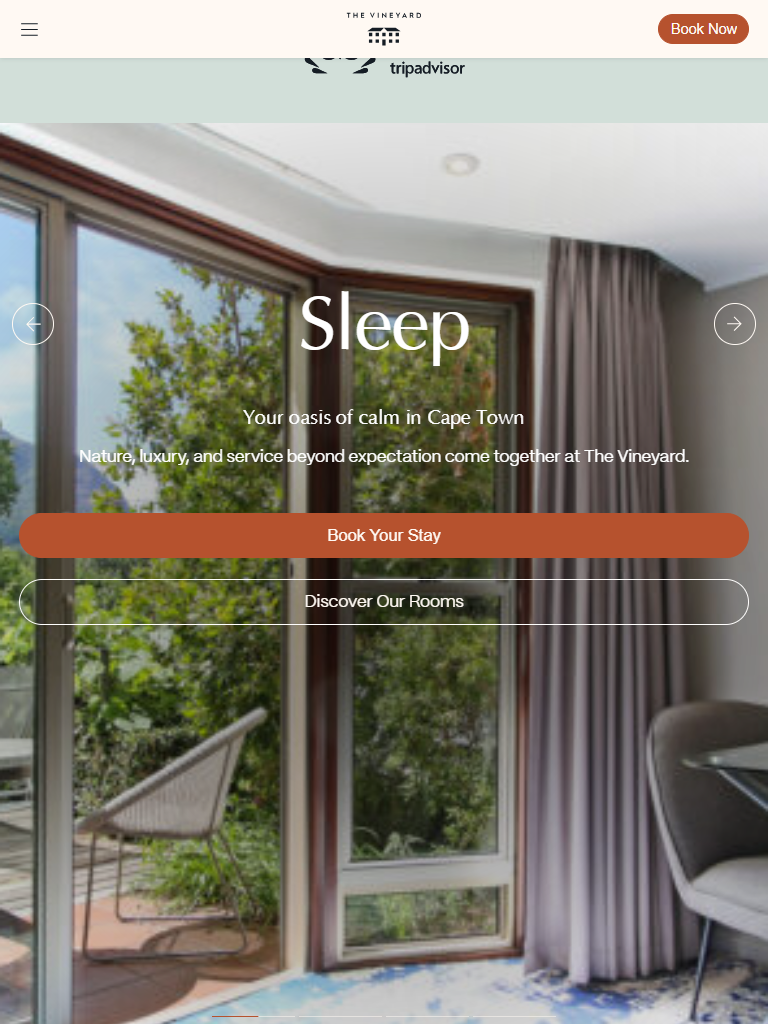 THE VINEYARD
Book Now
tripadvisor
Sleep
Your oasis of calm in Cape Town
Nature, luxury, and service beyond expectation come together at The Vineyard.
Book Your Stay
Discover Our Rooms